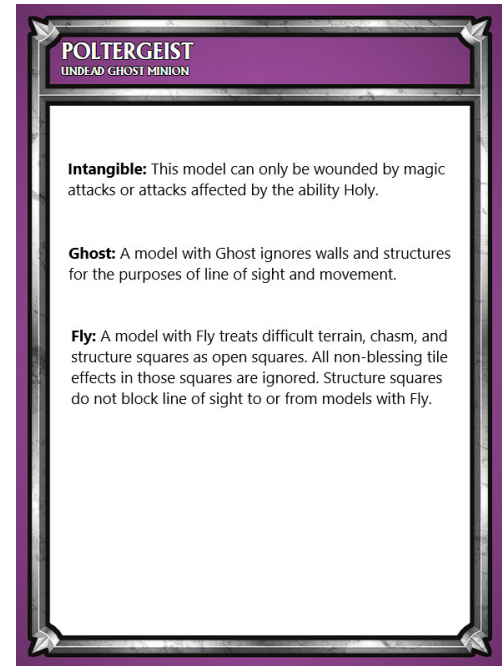 POLTERGEIST
UNDEAD GHOST MINION
Intangible: This model can only be wounded by magic
attacks or attacks affected by the ability Holy.
Ghost: A model with Ghost ignores walls and structures
for the purposes of line of sight and movement.
Fly: A model with Fly treats difficult terrain, chasm, and
structure squares as open squares. All non-blessing tile
effects in those squares are ignored. Structure squares
do not block line of sight to or from models with Fly.